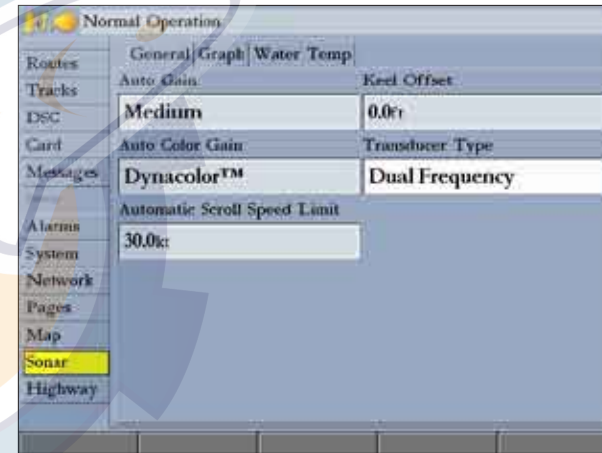 Normal Operation
General Graph Water Temp
Routes
Tracks
DSC
Card
Messages
Alarms
System
Network
Pages
Map
Sonar
Highway
Auto Gain
Keel Offset
Medium
0.0Ft
Auto Color Gain
Transducer Type
Dynacolor™
Dual Frequency
Automatic Scroll Speed Limit
30.0kt